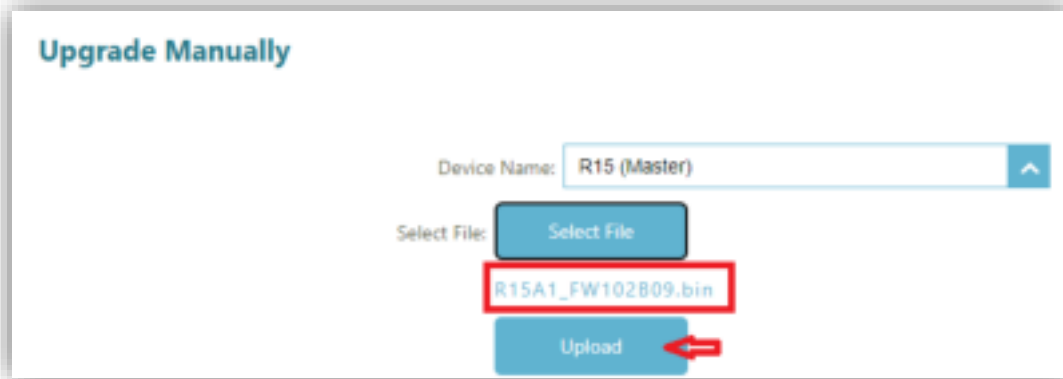 Upgrade Manually
Device Name: R15 (Master)
Select File: Select File
R15A1_FW102B09.bin
Upload